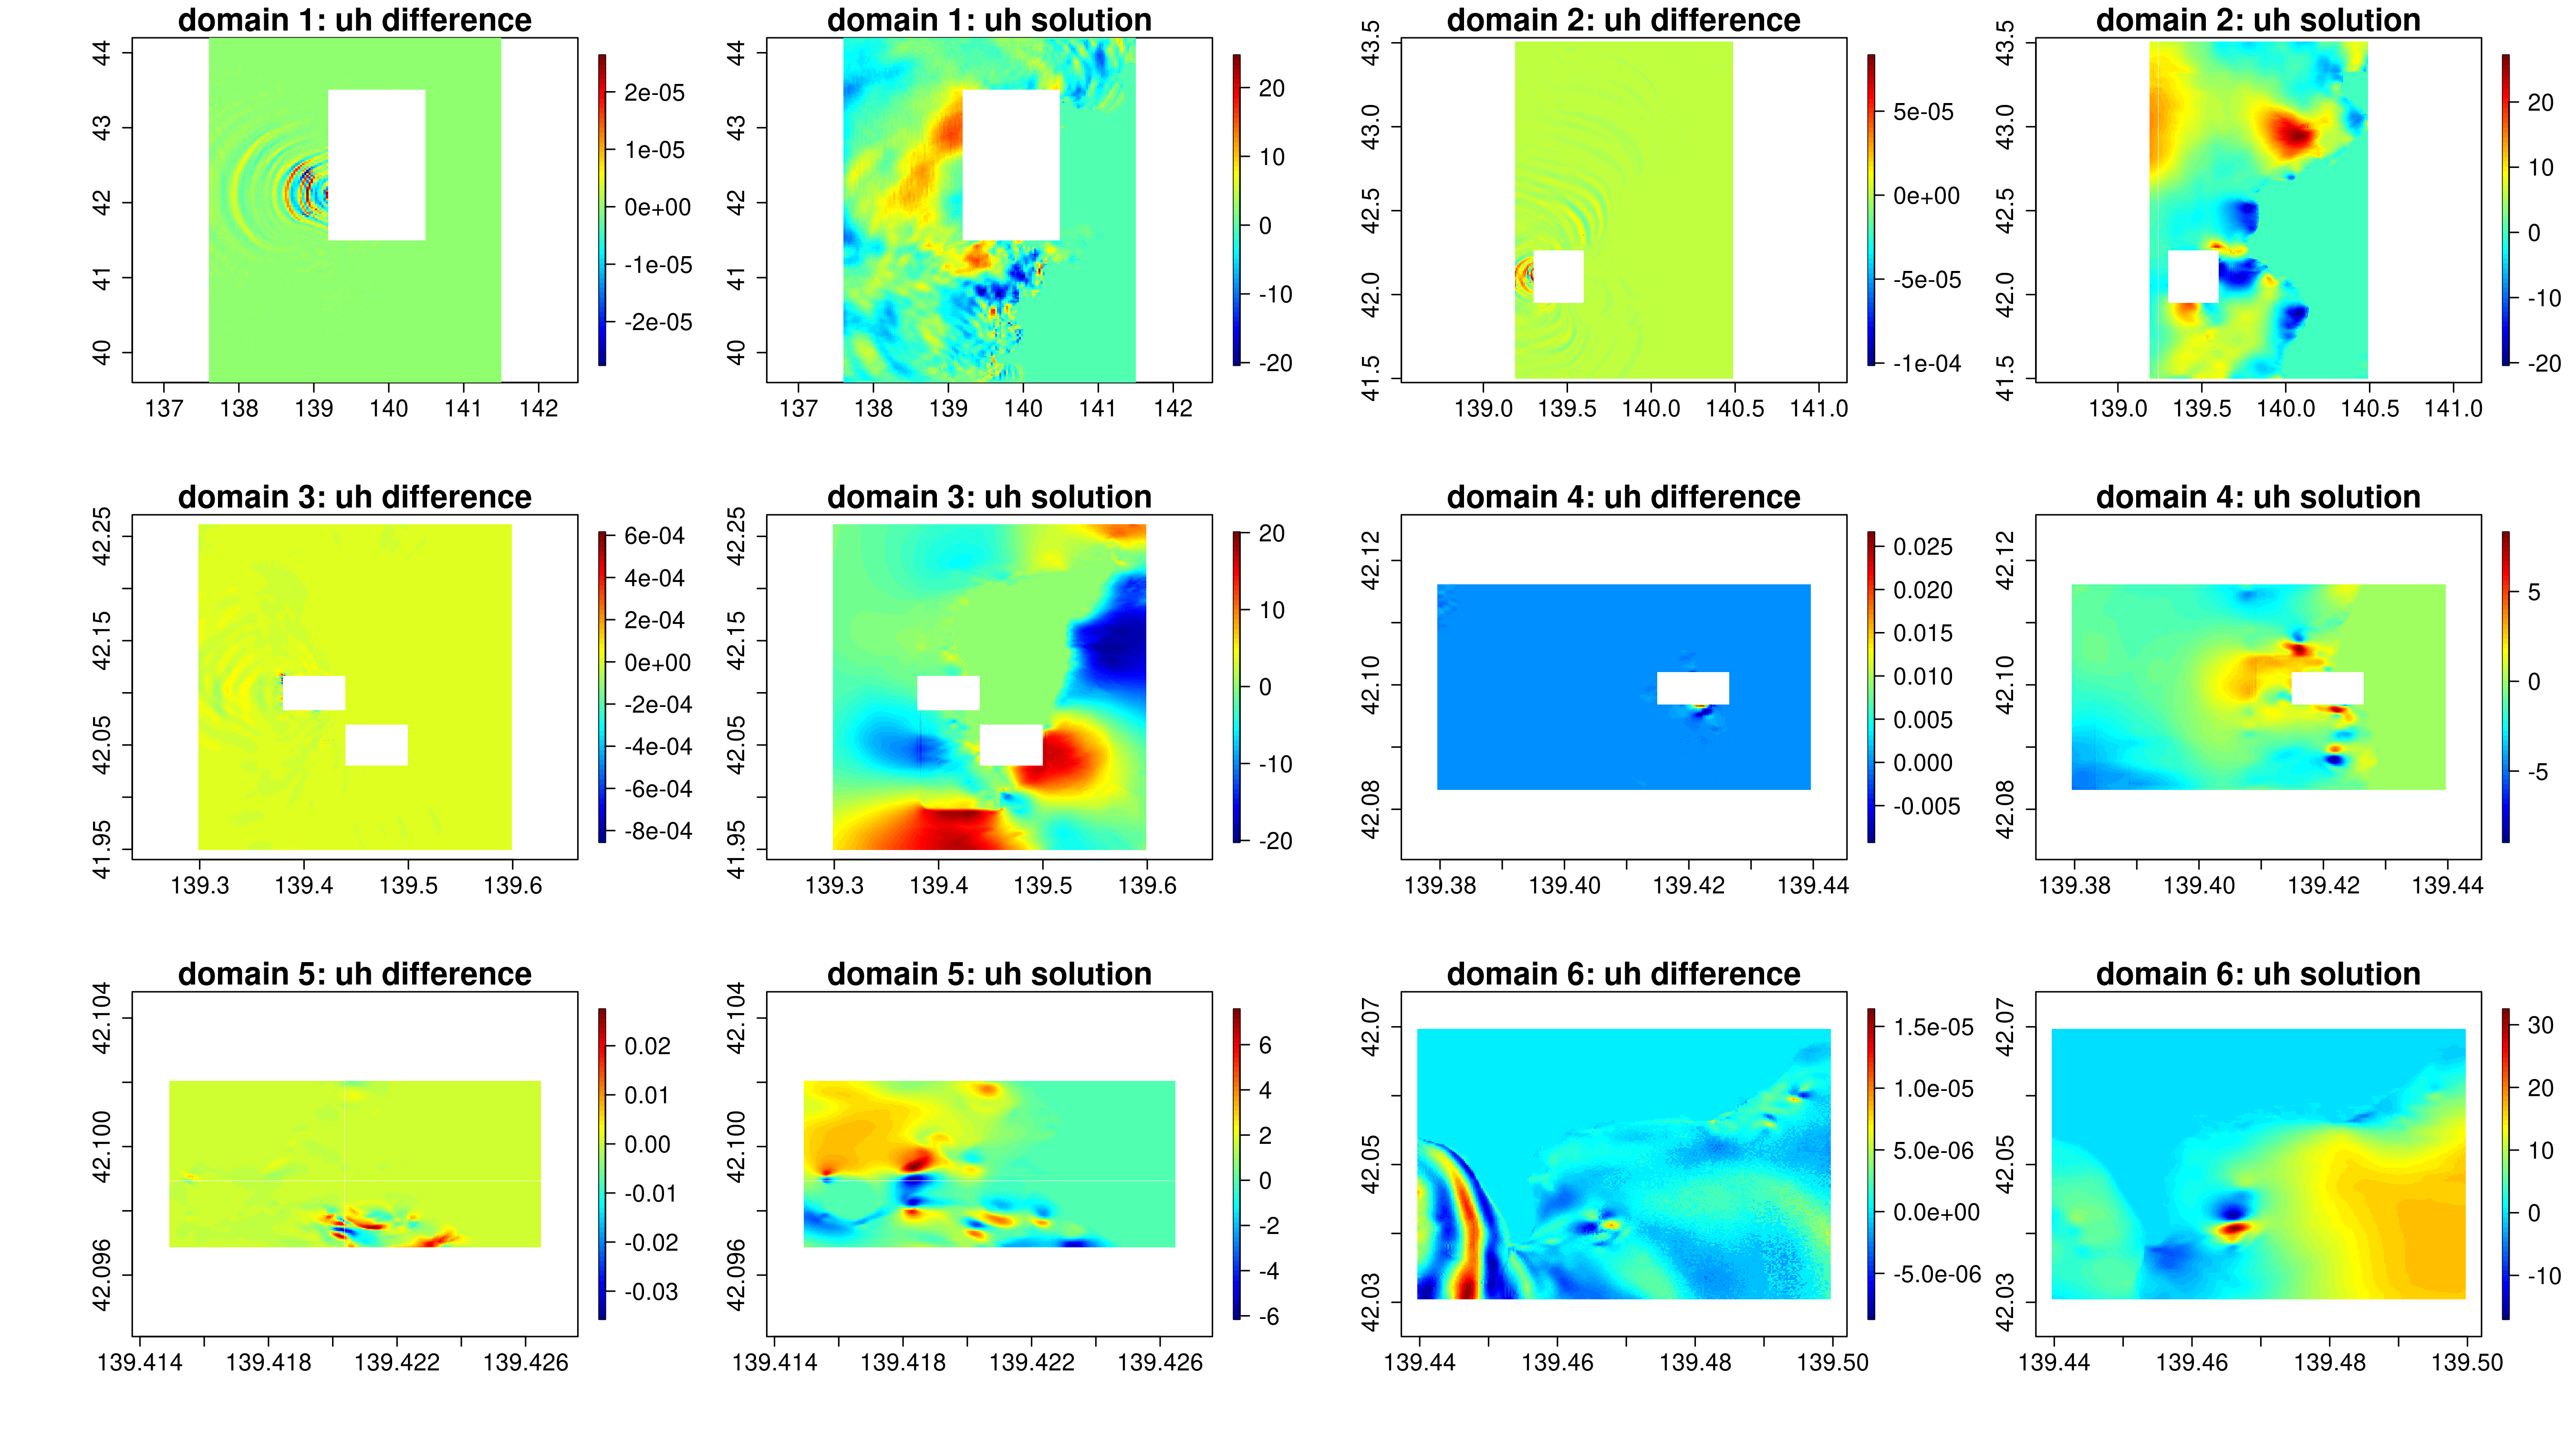 domain 1: uh difference
44
43
42
41
40
137 138 139 140 141 142
2e-05
1e-05
0e+00
-1e-05
-2e-05
domain 1: uh solution
44
43
42
41
40
137 138 139 140 141 142
20
10
0
-10
-20
domain 2: uh difference
43.5
43.0
42.5
42.0
41.5
139.0 139.5 140.0 140.5 141.0
5e-05
0e+00
-5e-05
-1e-04
domain 2: uh solution
43.5
43.0
42.5
42.0
41.5
139.0 139.5 140.0 140.5 141.0
20
10
0
-10
-20
domain 3: uh difference
42.25
42.15
42.05
41.95
139.3 139.4 139.5 139.6
6e-04
4e-04
2e-04
0e+00
-2e-04
-4e-04
-6e-04
-8e-04
domain 3: uh solution
42.25
42.15
42.05
41.95
139.3 139.4 139.5 139.6
20
10
0
-10
-20
domain 4: uh difference
42.12
42.10
42.08
139.38 139.40 139.42 139.44
0.025
0.020
0.015
0.010
0.005
0.000
-0.005
domain 4: uh solution
42.12
42.10
42.08
139.38 139.40 139.42 139.44
5
0
-5
domain 5: uh difference
42.104
42.100
42.096
139.414 139.418 139.422 139.426
0.02
0.01
0.00
-0.01
-0.02
-0.03
domain 5: uh solution
42.104
42.100
42.096
139.414 139.418 139.422 139.426
6
4
2
0
-2
-4
-6
domain 6: uh difference
42.07
42.05
42.03
139.44 139.46 139.48 139.50
1.5e-05
1.0e-05
5.0e-06
0.0e+00
-5.0e-06
domain 6: uh solution
42.07
42.05
42.03
139.44 139.46 139.48 139.50
30
20
10
0
-10